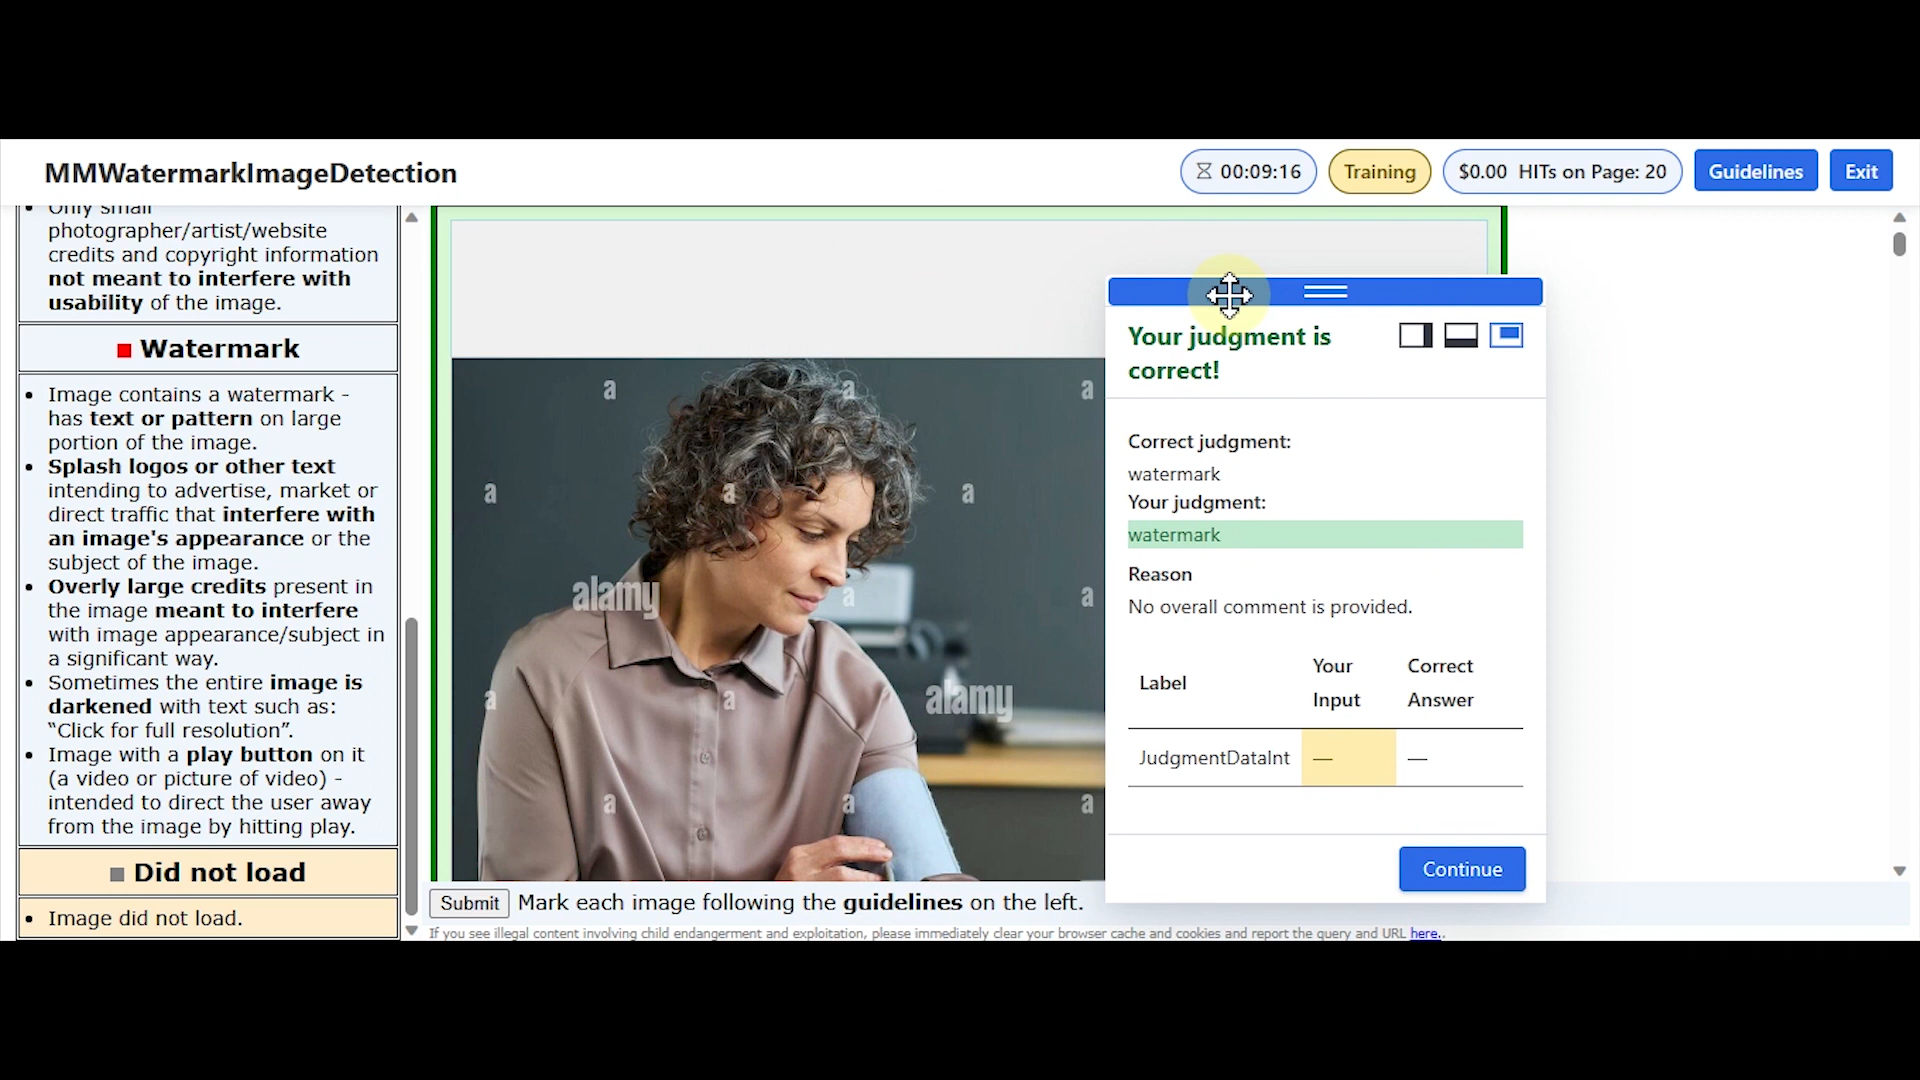 MMWatermarkImageDetection
00:09:16
Training
$0.00 HITs on Page: 20
Guidelines
Exit
Only small
photographer/artist/website
credits and copyright information
not meant to interfere with
usability of the image.
Watermark
Image contains a watermark -
has text or pattern on large
portion of the image.
Splash logos or other text
intending to advertise, market or
direct traffic that interfere with
an image's appearance or the
subject of the image.
Overly large credits present in
the image meant to interfere
with image appearance/subject in
a significant way.
Sometimes the entire image is
darkened with text such as:
“Click for full resolution”.
Image with a play button on it
(a video or picture of video) -
intended to direct the user away
from the image by hitting play.
Did not load
Image did not load.
a a a
a a a
alamy a a
a a alamy
a a a
Your judgment is
correct!
Correct judgment:
watermark
Your judgment:
watermark
Reason
No overall comment is provided.
Label Your Input Correct Answer
JudgmentDataInt — —
Continue
Submit Mark each image following the guidelines on the left.
If you see illegal content involving child endangerment and exploitation, please immediately clear your browser cache and cookies and report the query and URL here..